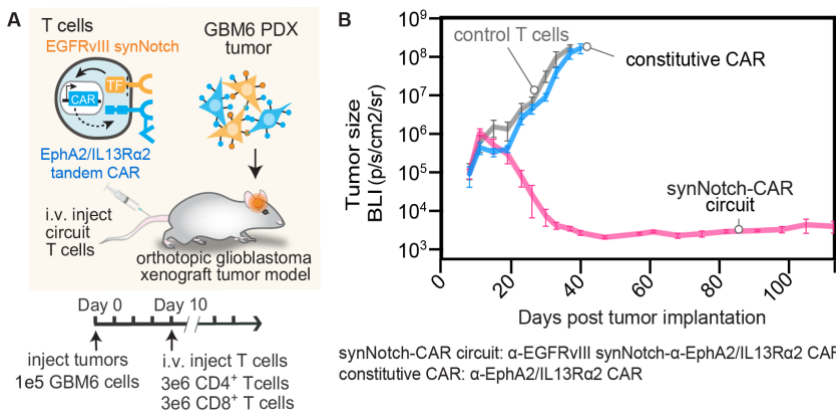 A
T cells
EGFRvIII synNotch
TF
CAR
EphA2/IL13Rα2
tandem CAR
GBM6 PDX
tumor
i.v. inject
circuit
T cells
orthotopic glioblastoma
xenograft tumor model
Day 0
Day 10
inject tumors
1e5 GBM6 cells
i.v. inject T cells
3e6 CD4+ Tcells
3e6 CD8+ T cells
B
Tumor size
BLI (p/s/cm2/sr)
10⁹
10⁸
10⁷
10⁶
10⁵
10⁴
10³
control T cells
constitutive CAR
synNotch-CAR
circuit
0
20
40
60
80
100
Days post tumor implantation
synNotch-CAR circuit: α-EGFRvIII synNotch-α-EphA2/IL13Rα2 CAR
constitutive CAR: α-EphA2/IL13Rα2 CAR